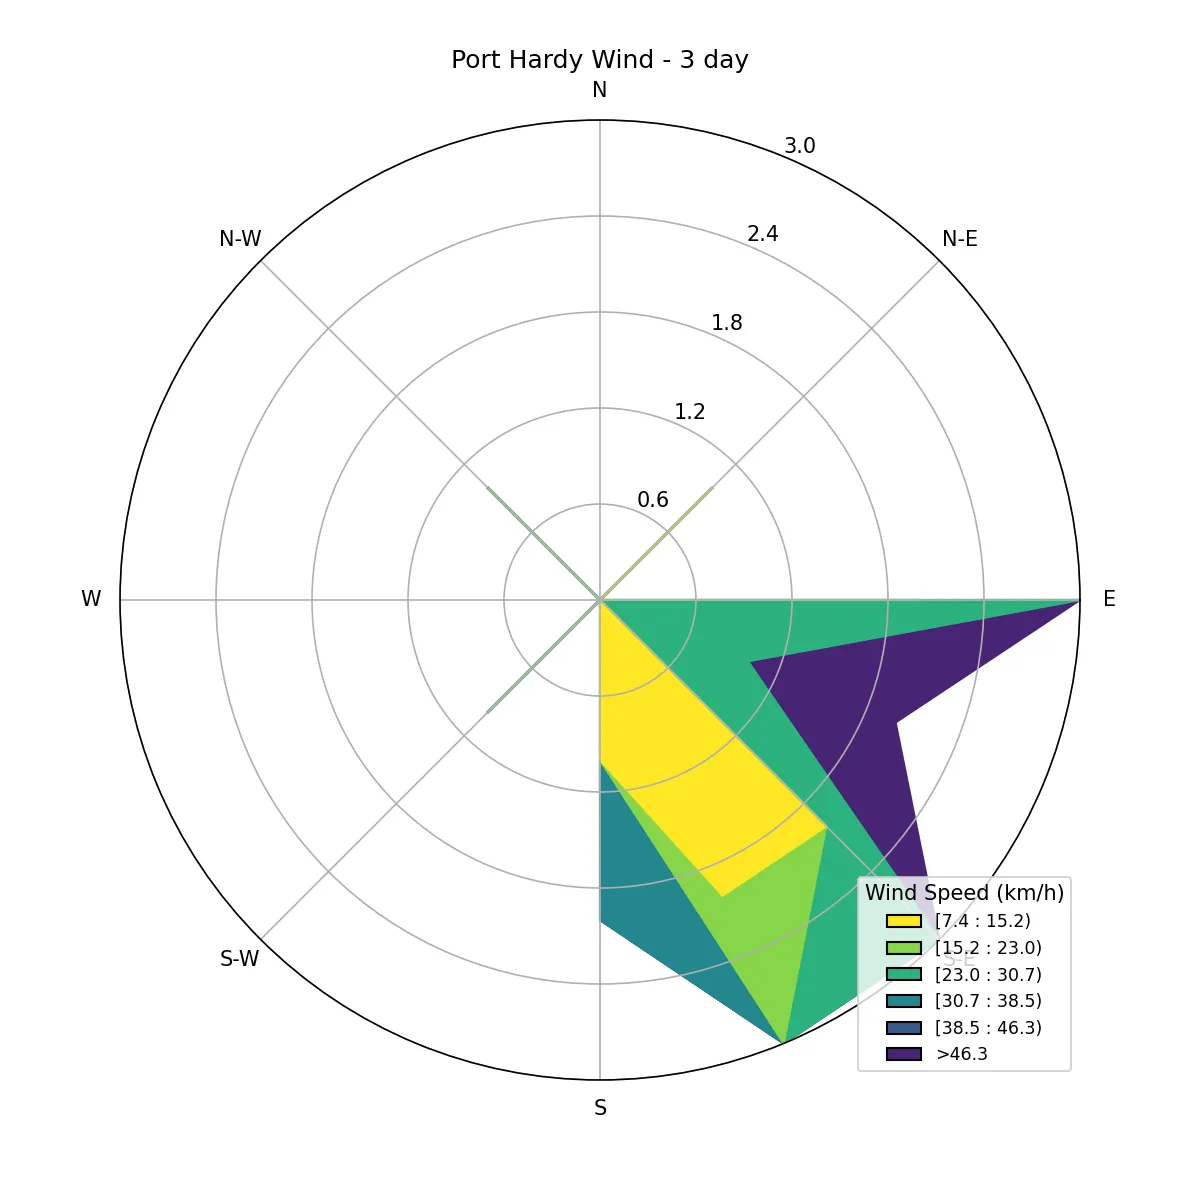 Port Hardy Wind - 3 day
N
3.0
2.4
N-W
N-E
1.8
1.2
0.6
W
E
Wind Speed (km/h)
[7.4 : 15.2)
[15.2 : 23.0)
S-W
S-E
[23.0 : 30.7)
[30.7 : 38.5)
[38.5 : 46.3)
>46.3
S